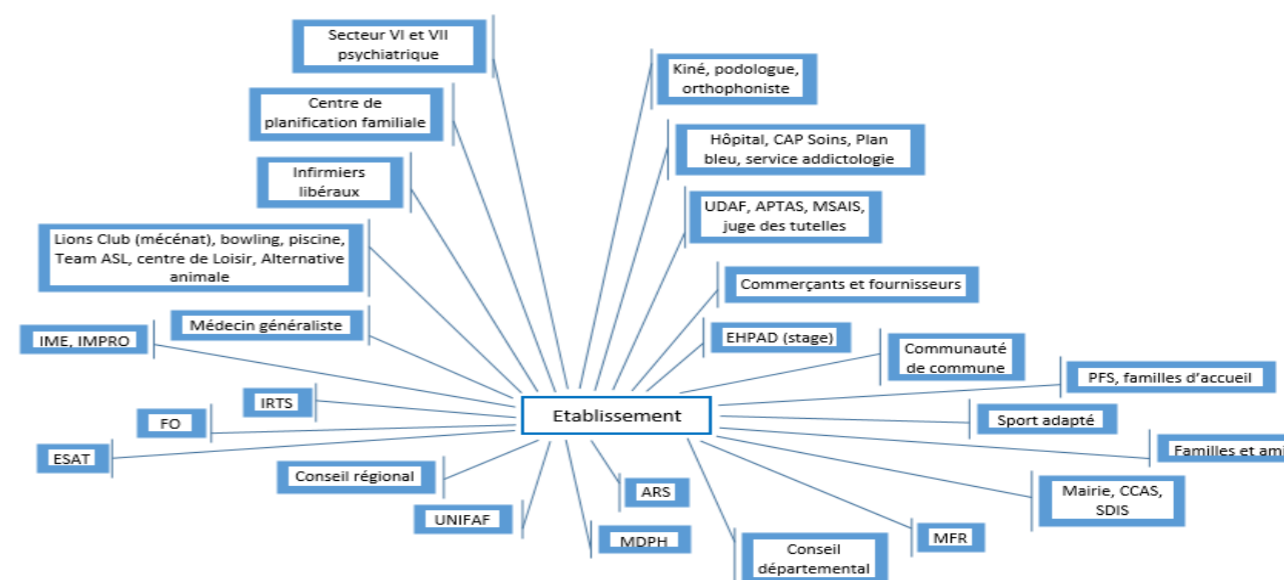 Secteur VI et VII
psychiatrique
Kiné, podologue,
orthophoniste
Centre de
planification familiale
Hôpital, CAP Soins, Plan
bleu, service addictologie
Infirmiers
libéraux
UDAF, APTAS, MSAIS,
juge des tutelles
Lions Club (mécénat), bowling, piscine,
Team ASL, centre de Loisir, Alternative
animale
Commerçants et fournisseurs
Médecin généraliste
EHPAD (stage)
IME, IMPRO
Communauté
de commune
PFS, familles d’accueil
IRTS
Etablissement
Sport adapté
FO
ESAT
Familles et ami
Conseil régional
ARS
Mairie, CCAS,
SDIS
UNIFAF
MDPH
MFR
Conseil
départemental